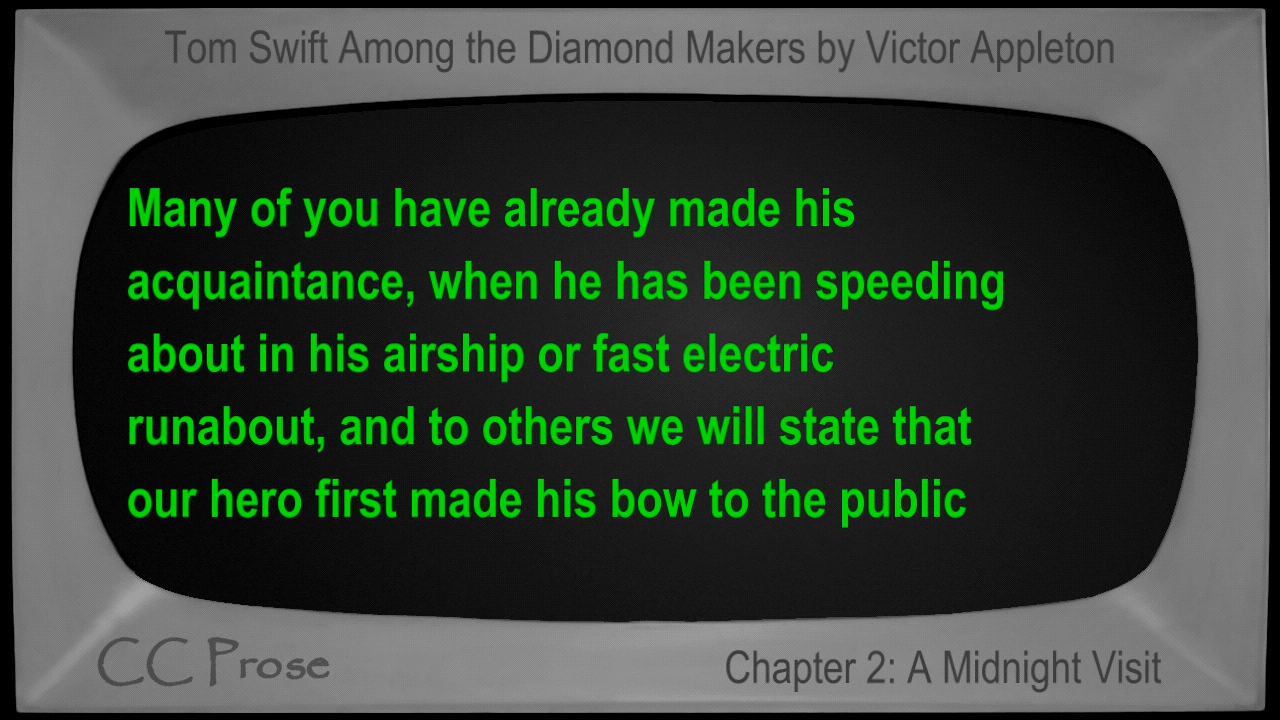 Tom Swift Among the Diamond Makers by Victor Appleton
Many of you have already made his
acquaintance, when he has been speeding
about in his airship or fast electric
runabout, and to others we will state that
our hero first made his bow to the public
CC Prose
Chapter 2: A Midnight Visit